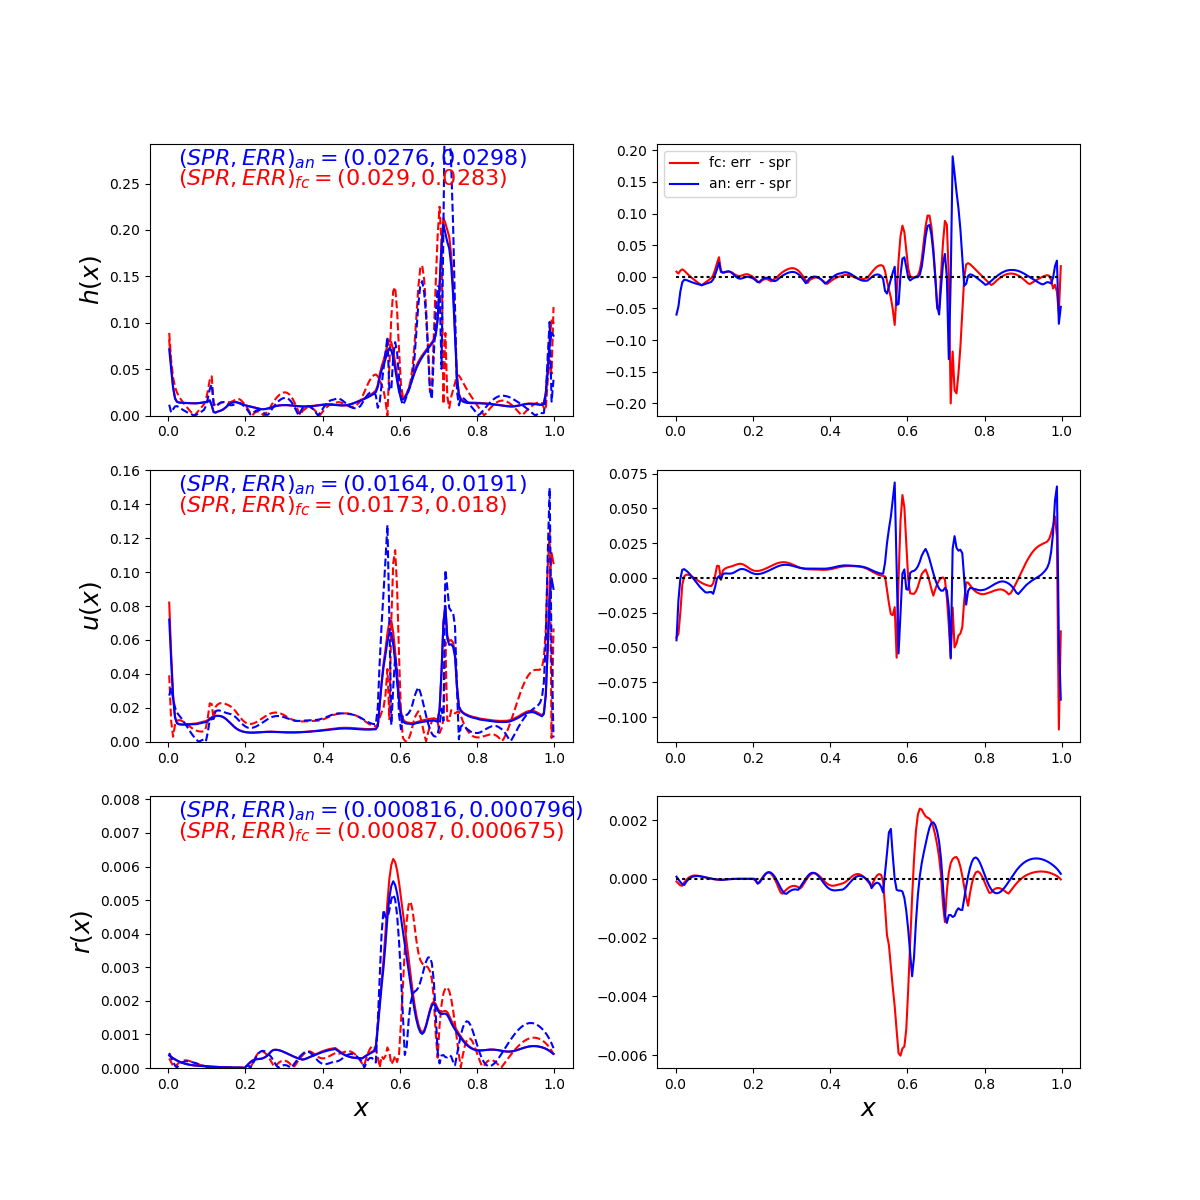 (SPR, ERR)an = (0.0276, 0.0298)
(SPR, ERR)fc = (0.029, 0.0283)
h(x)
0.25
0.20
0.15
0.10
0.05
0.00
0.0 0.2 0.4 0.6 0.8 1.0
fc: err - spr
an: err - spr
0.20
0.15
0.10
0.05
0.00
−0.05
−0.10
−0.15
−0.20
0.0 0.2 0.4 0.6 0.8 1.0
(SPR, ERR)an = (0.0164, 0.0191)
(SPR, ERR)fc = (0.0173, 0.018)
u(x)
0.16
0.14
0.12
0.10
0.08
0.06
0.04
0.02
0.00
0.0 0.2 0.4 0.6 0.8 1.0
0.075
0.050
0.025
0.000
−0.025
−0.050
−0.075
−0.100
0.0 0.2 0.4 0.6 0.8 1.0
(SPR, ERR)an = (0.000816, 0.000796)
(SPR, ERR)fc = (0.00087, 0.000675)
r(x)
0.008
0.007
0.006
0.005
0.004
0.003
0.002
0.001
0.000
0.0 0.2 0.4 0.6 0.8 1.0
x
0.002
0.000
−0.002
−0.004
−0.006
0.0 0.2 0.4 0.6 0.8 1.0
x